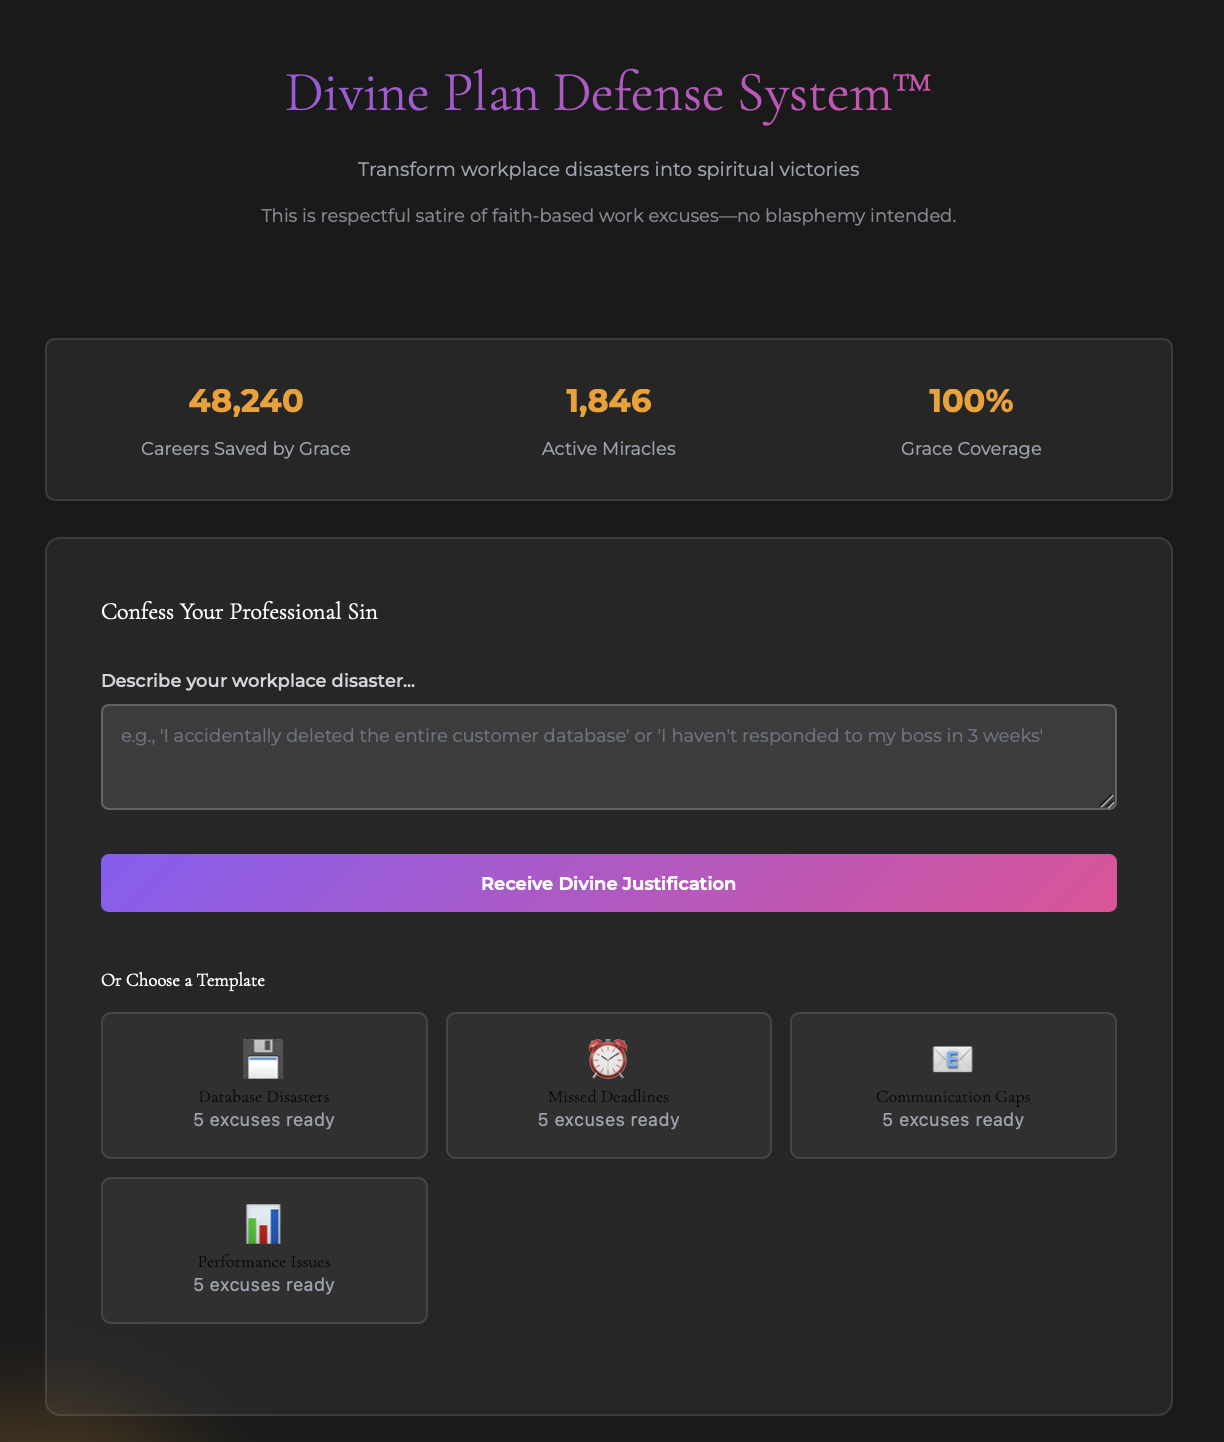 Divine Plan Defense System™
Transform workplace disasters into spiritual victories
This is respectful satire of faith-based work excuses—no blasphemy intended.
48,240
1,846
100%
Careers Saved by Grace
Active Miracles
Grace Coverage
Confess Your Professional Sin
Describe your workplace disaster...
e.g., 'I accidentally deleted the entire customer database' or 'I haven't responded to my boss in 3 weeks'
Receive Divine Justification
Or Choose a Template
Database Disasters
5 excuses ready
Missed Deadlines
5 excuses ready
E
Communication Gaps
5 excuses ready
Performance Issues
5 excuses ready